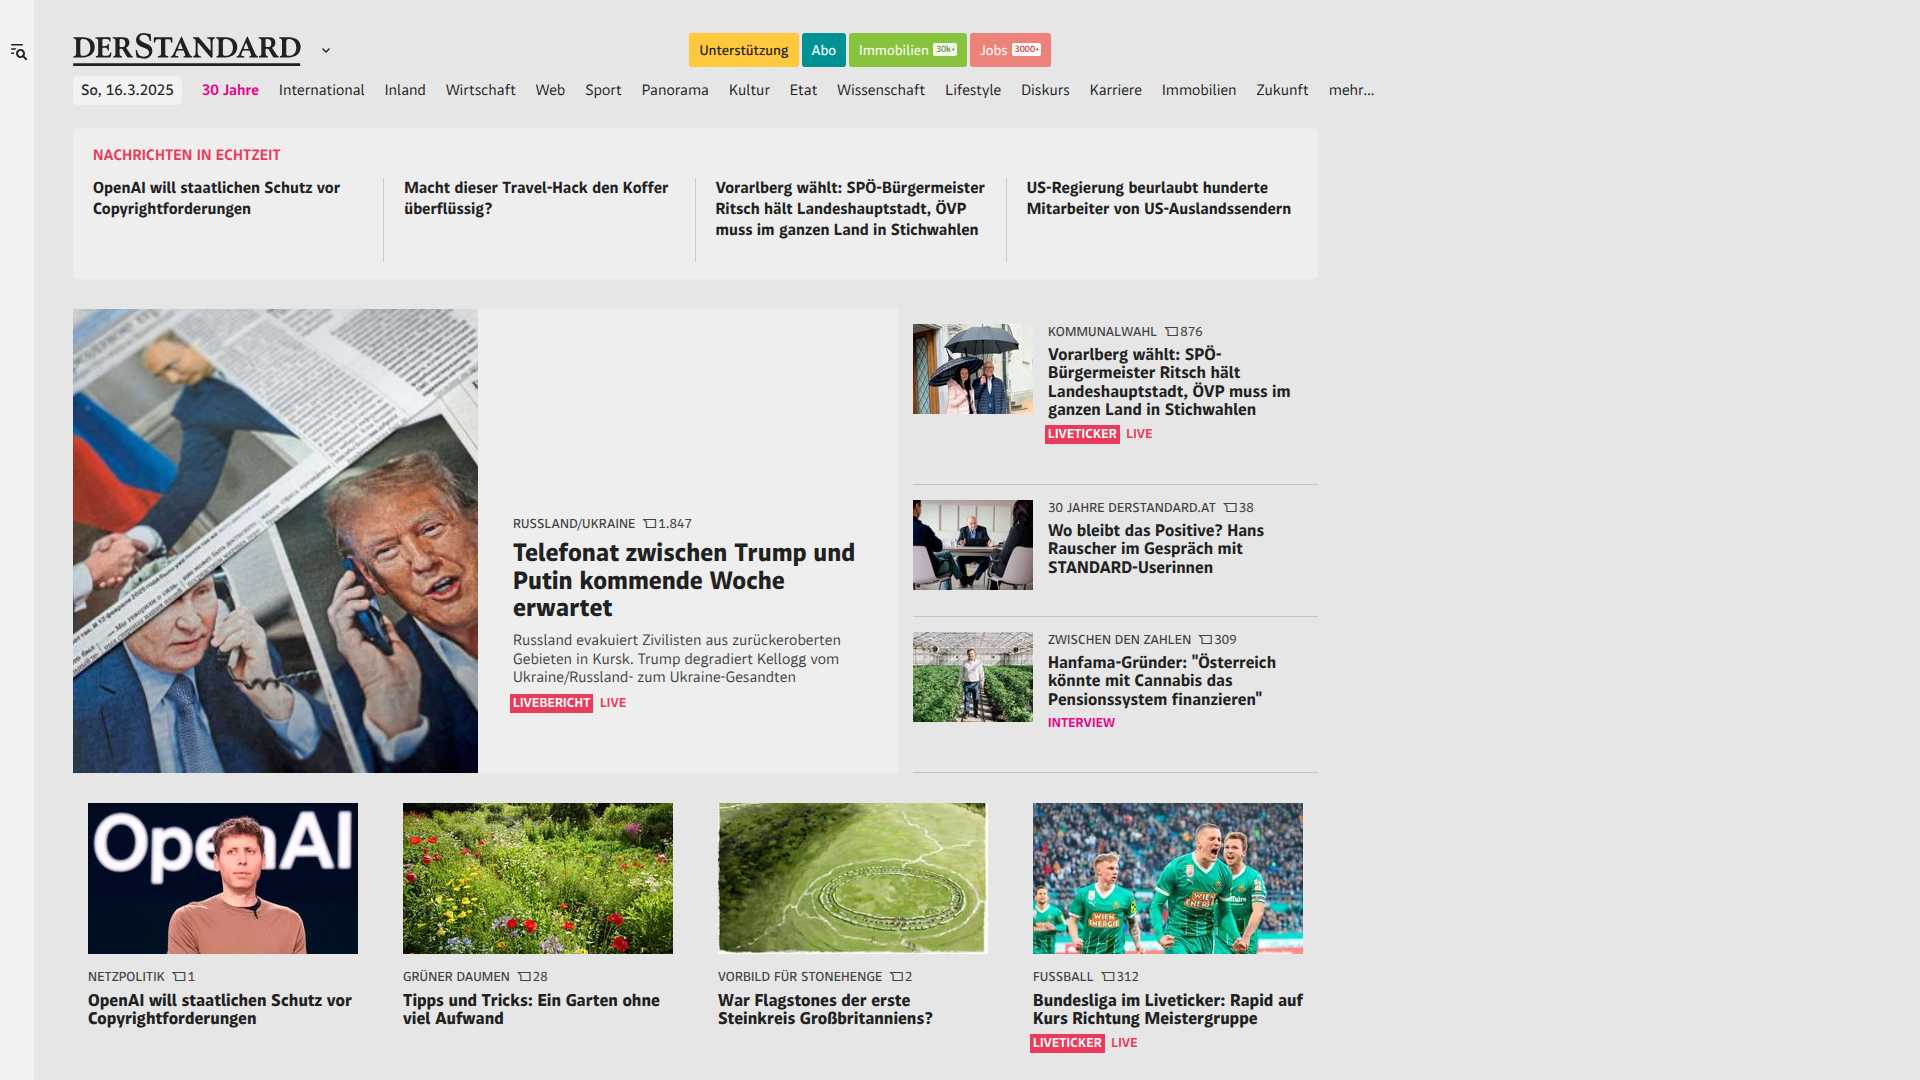 DERSTANDARD
Unterstützung
Abo
Immobilien 30k+
Jobs 3000+
So, 16.3.2025
30 Jahre
International
Inland
Wirtschaft
Web
Sport
Panorama
Kultur
Etat
Wissenschaft
Lifestyle
Diskurs
Karriere
Immobilien
Zukunft
mehr...
NACHRICHTEN IN ECHTZEIT
OpenAI will staatlichen Schutz vor
Copyrightforderungen
Macht dieser Travel-Hack den Koffer
überflüssig?
Vorarlberg wählt: SPÖ-Bürgermeister
Ritsch hält Landeshauptstadt, ÖVP
muss im ganzen Land in Stichwahlen
US-Regierung beurlaubt hunderte
Mitarbeiter von US-Auslandssendern
RUSSLAND/UKRAINE 1.847
Telefonat zwischen Trump und
Putin kommende Woche
erwartet
Russland evakuiert Zivilisten aus zurückeroberten
Gebieten in Kursk. Trump degradiert Kellogg vom
Ukraine/Russland- zum Ukraine-Gesandten
LIVEBERICHT LIVE
KOMMUNALWAHL 876
Vorarlberg wählt: SPÖ-
Bürgermeister Ritsch hält
Landeshauptstadt, ÖVP muss im
ganzen Land in Stichwahlen
LIVETICKER LIVE
30 JAHRE DERSTANDARD.AT 38
Wo bleibt das Positive? Hans
Rauscher im Gespräch mit
STANDARD-Userinnen
ZWISCHEN DEN ZAHLEN 309
Hanfama-Gründer: "Österreich
könnte mit Cannabis das
Pensionssystem finanzieren"
INTERVIEW
OpenAI
NETZPOLITIK 1
OpenAI will staatlichen Schutz vor
Copyrightforderungen
GRÜNER DAUMEN 28
Tipps und Tricks: Ein Garten ohne
viel Aufwand
VORBILD FÜR STONEHENGE 2
War Flagstones der erste
Steinkreis Großbritanniens?
WIEN
ENERGIE
WIEN
FUSSBALL 312
Bundesliga im Liveticker: Rapid auf
Kurs Richtung Meistergruppe
LIVETICKER LIVE